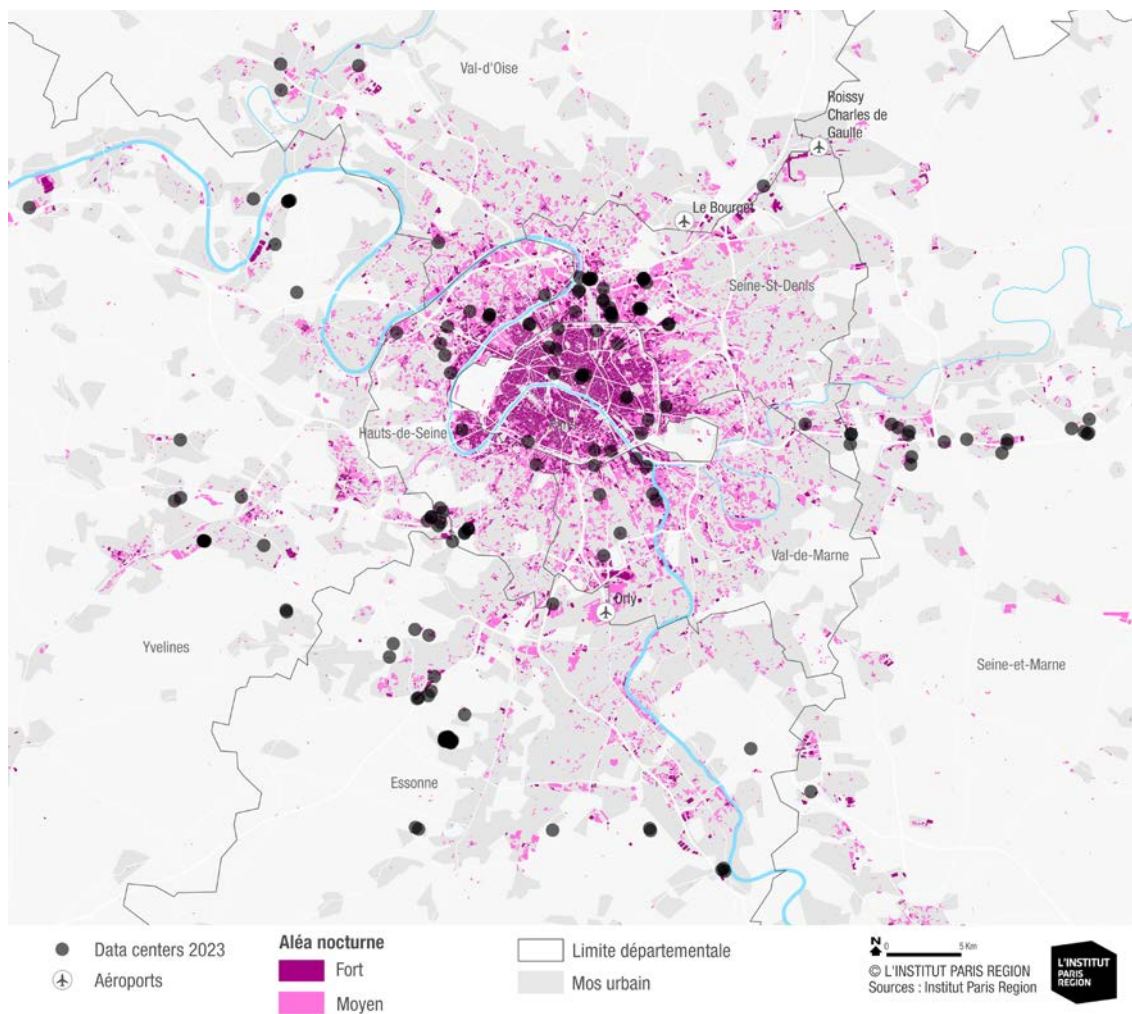 Val-d'Oise
Roissy
Charles de
Gaulle
Le Bourget
Seine-St-Denis
Hauts-de-Seine
Val-de-Marne
Orly
Yvelines
Seine-et-Marne
Essonne
Data centers 2023
Aéroports
Aléa nocturne
Fort
Moyen
Limite départementale
Mos urbain
N
0 5 Km
© L'INSTITUT PARIS REGION
Sources : Institut Paris Region
L'INSTITUT
PARIS
REGION